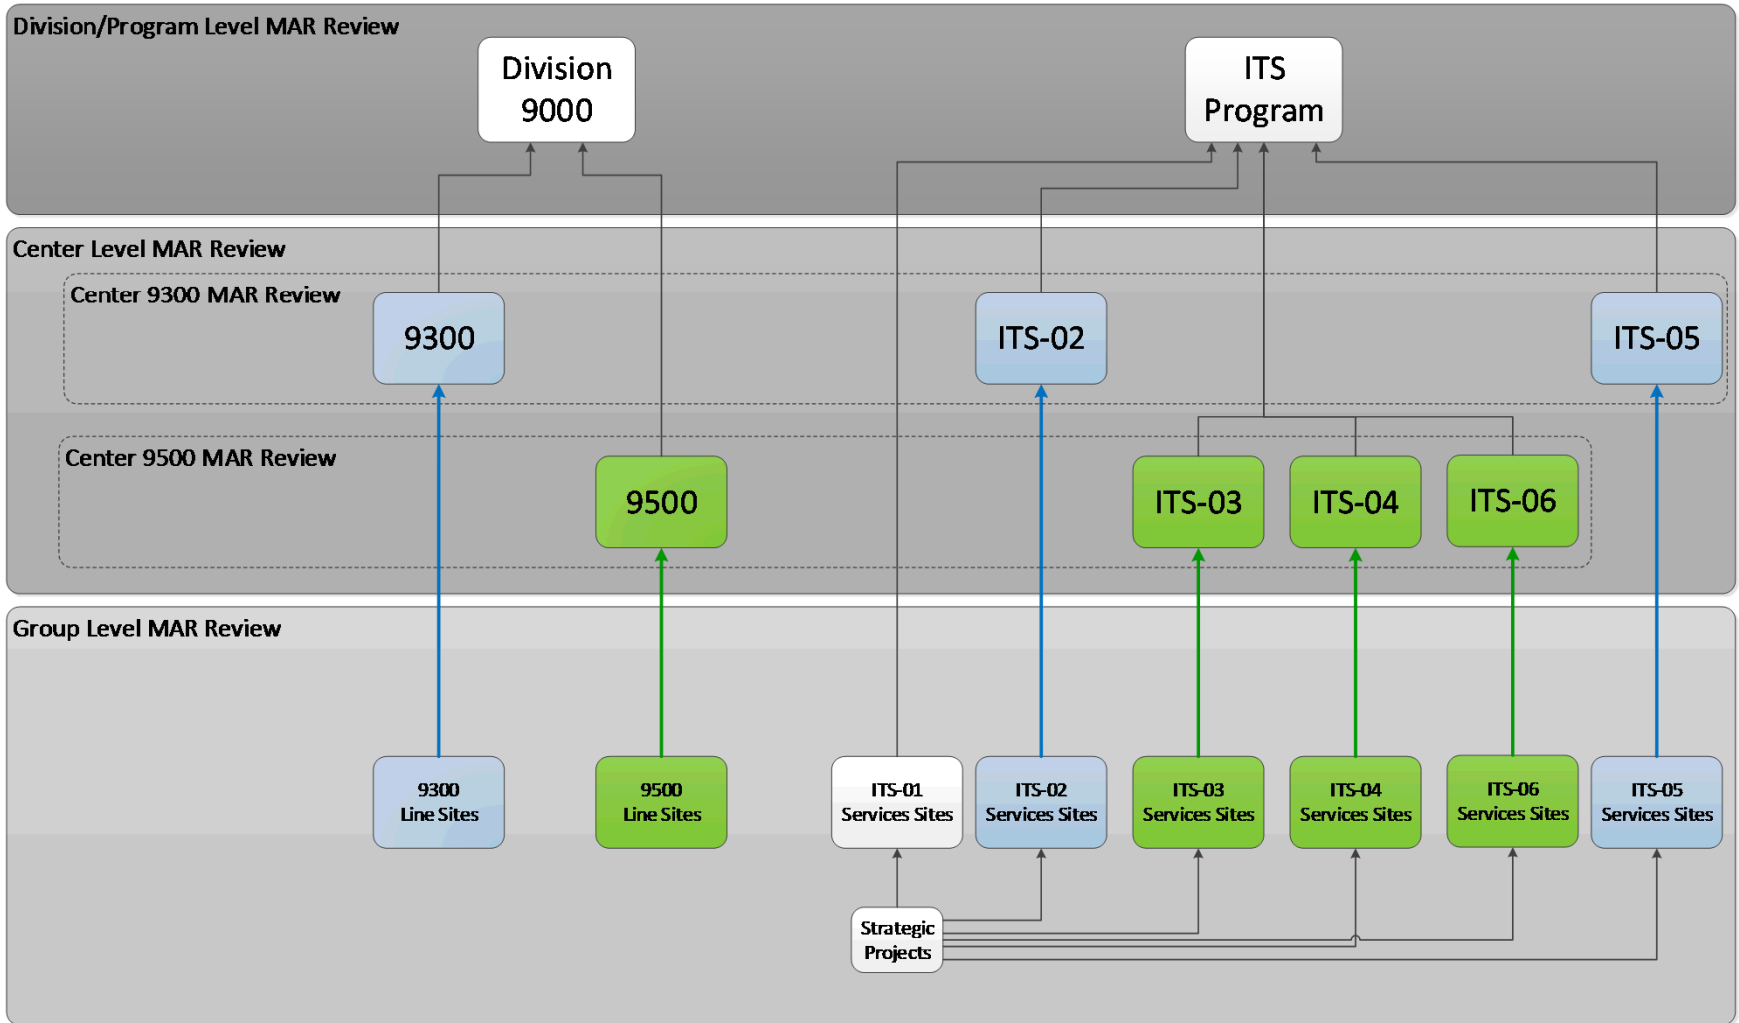 Division/Program Level MAR Review
Division
9000
ITS
Program
Center Level MAR Review
Center 9300 MAR Review
9300
ITS-02
ITS-05
Center 9500 MAR Review
9500
ITS-03
ITS-04
ITS-06
Group Level MAR Review
9300
Line Sites
9500
Line Sites
ITS-01
Services Sites
ITS-02
Services Sites
ITS-03
Services Sites
ITS-04
Services Sites
ITS-06
Services Sites
ITS-05
Services Sites
Strategic
Projects